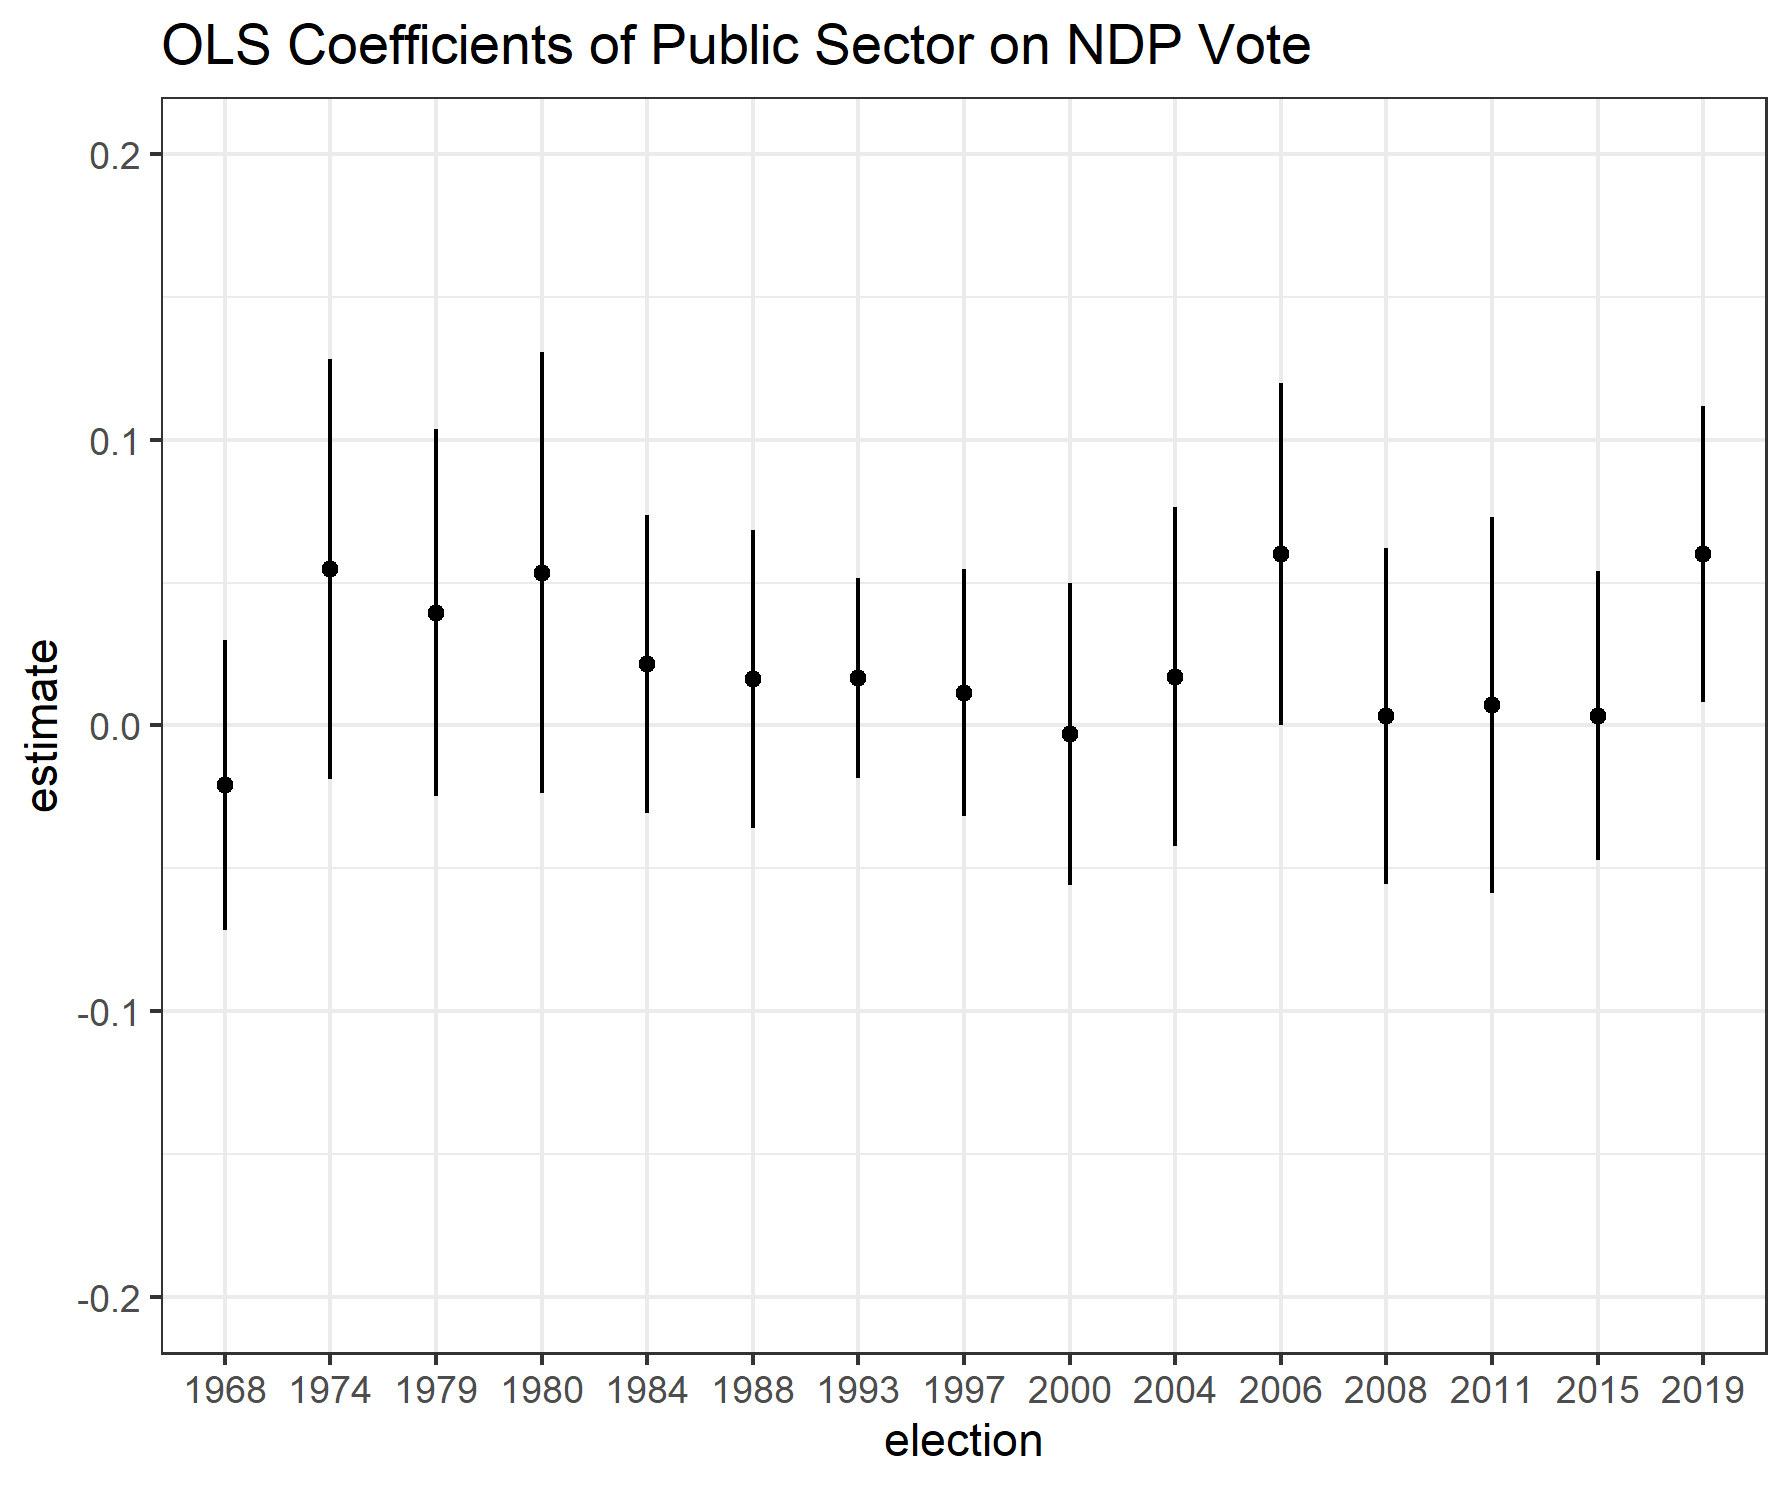 OLS Coefficients of Public Sector on NDP Vote
0.2
0.1
0.0
-0.1
-0.2
estimate
1968 1974 1979 1980 1984 1988 1993 1997 2000 2004 2006 2008 2011 2015 2019
election